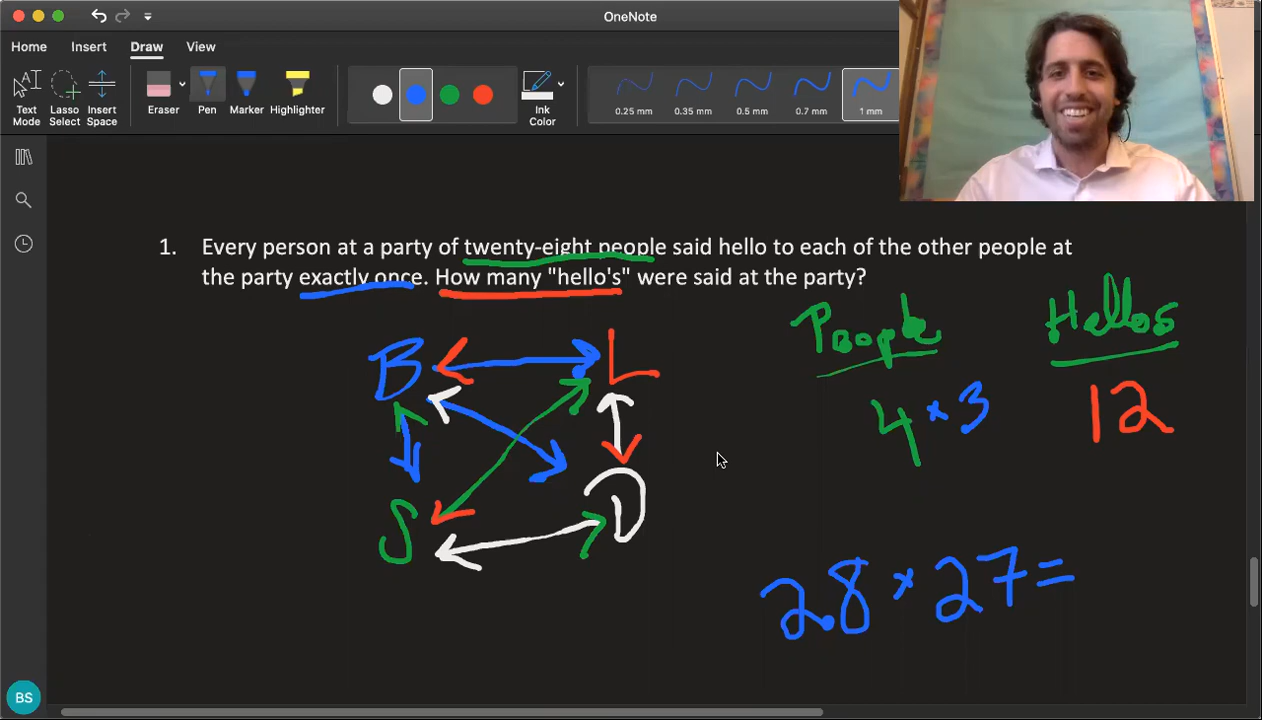 OneNote
Home Insert Draw View
Text Mode
Lasso Select
Insert Space
Eraser
Pen
Marker
Highlighter
Ink Color
0.25 mm
0.35 mm
0.5 mm
0.7 mm
1 mm
1. Every person at a party of twenty-eight people said hello to each of the other people at
the party exactly once. How many "hello's" were said at the party?
People Hellos
B L
4 × 3 12
S D
28 × 27 =
BS